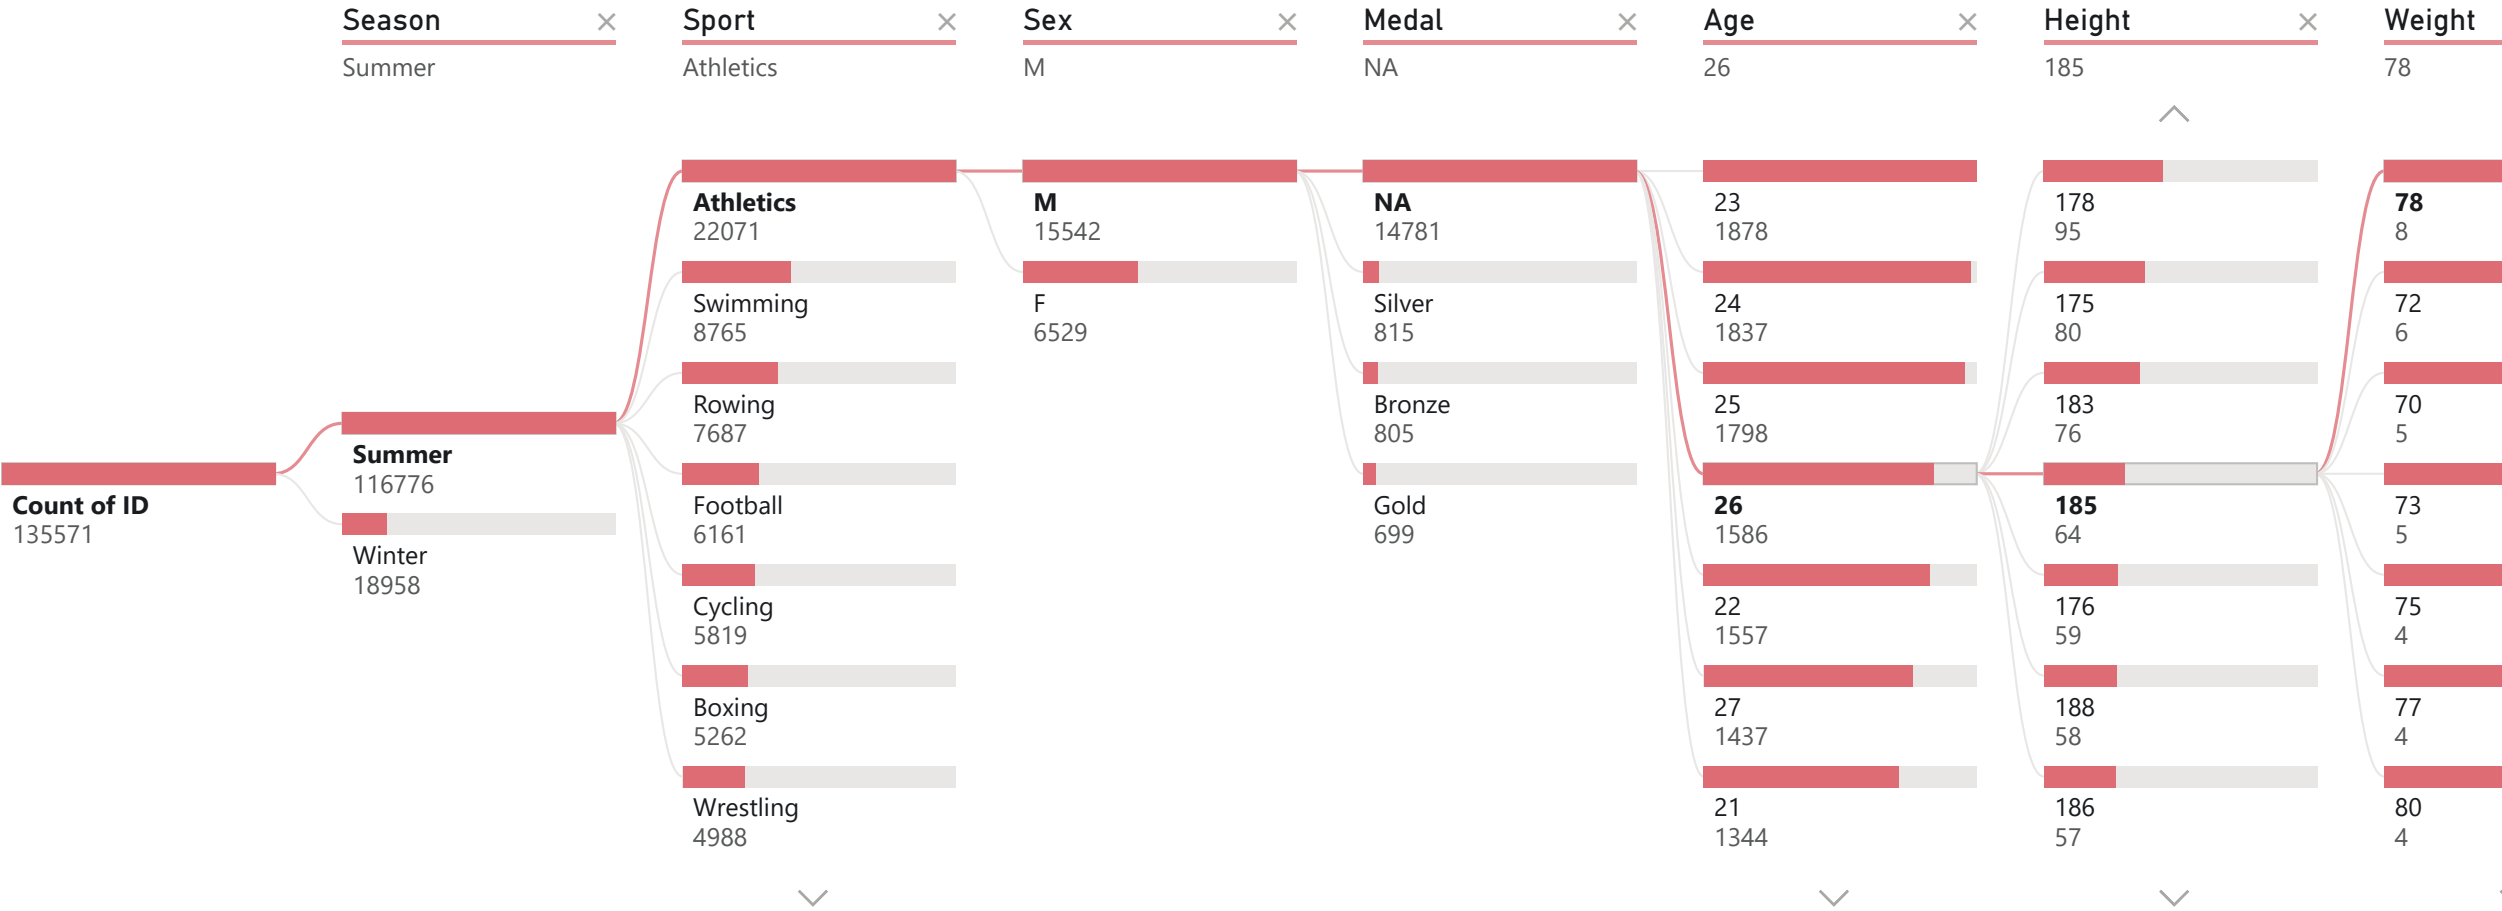 Season
Summer
Sport
Athletics
Sex
M
Medal
NA
Age
26
Height
185
Weight
78
Count of ID
135571
Summer
116776
Winter
18958
Athletics
22071
Swimming
8765
Rowing
7687
Football
6161
Cycling
5819
Boxing
5262
Wrestling
4988
M
15542
F
6529
NA
14781
Silver
815
Bronze
805
Gold
699
23
1878
24
1837
25
1798
26
1586
22
1557
27
1437
21
1344
178
95
175
80
183
76
185
64
176
59
188
58
186
57
78
8
72
6
70
5
73
5
75
4
77
4
80
4